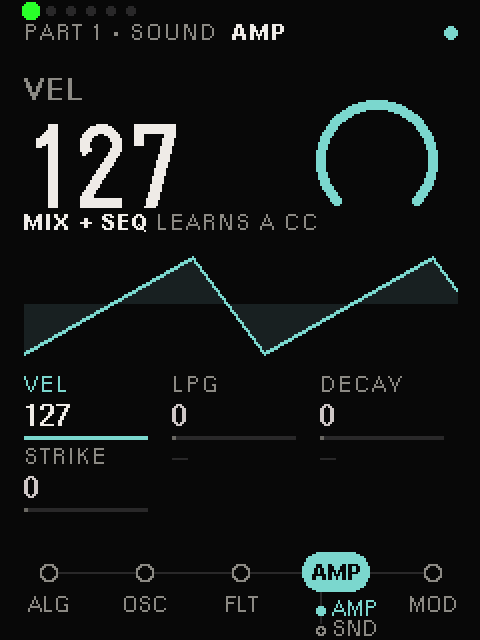 PART 1 · SOUND AMP
VEL
127
MIX + SEQ LEARNS A CC
VEL LPG DECAY
127 0 0
STRIKE — —
0
AMP
ALG OSC FLT AMP MOD
SND